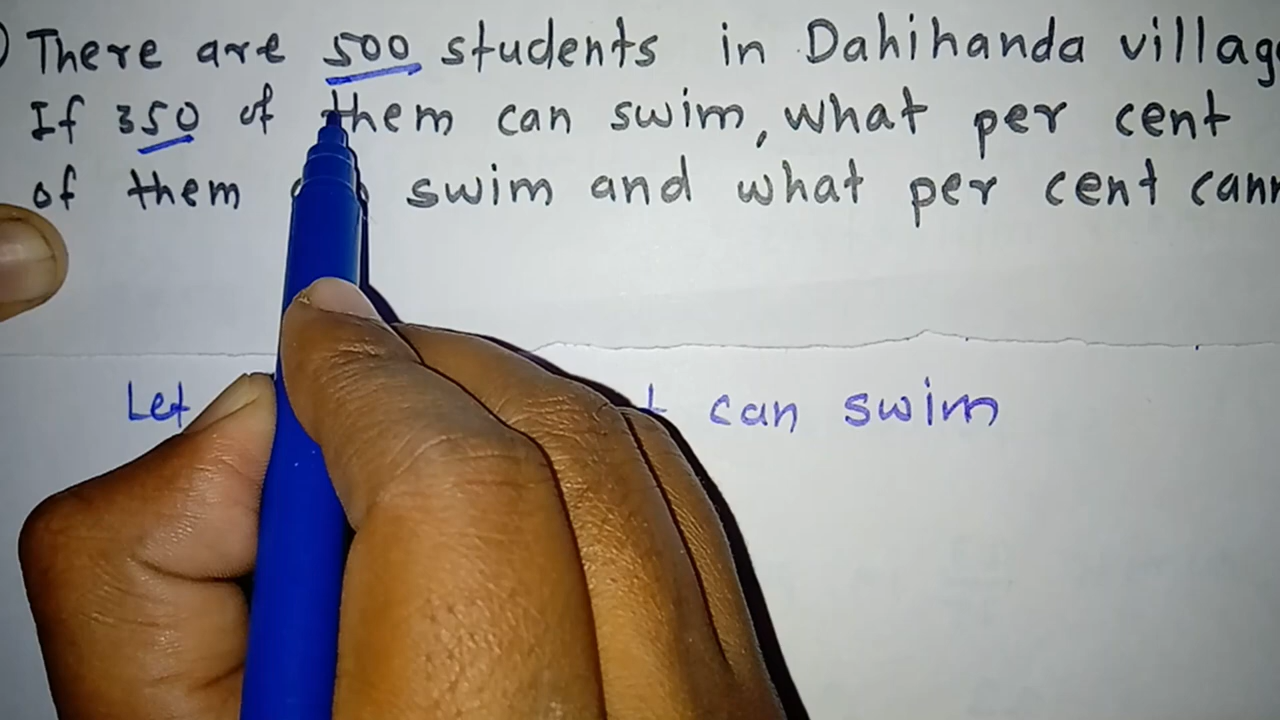 ) There are 500 students in Dahihanda villag
If 350 of them can swim, what per cent
of them swim and what per cent cann
Let can swim